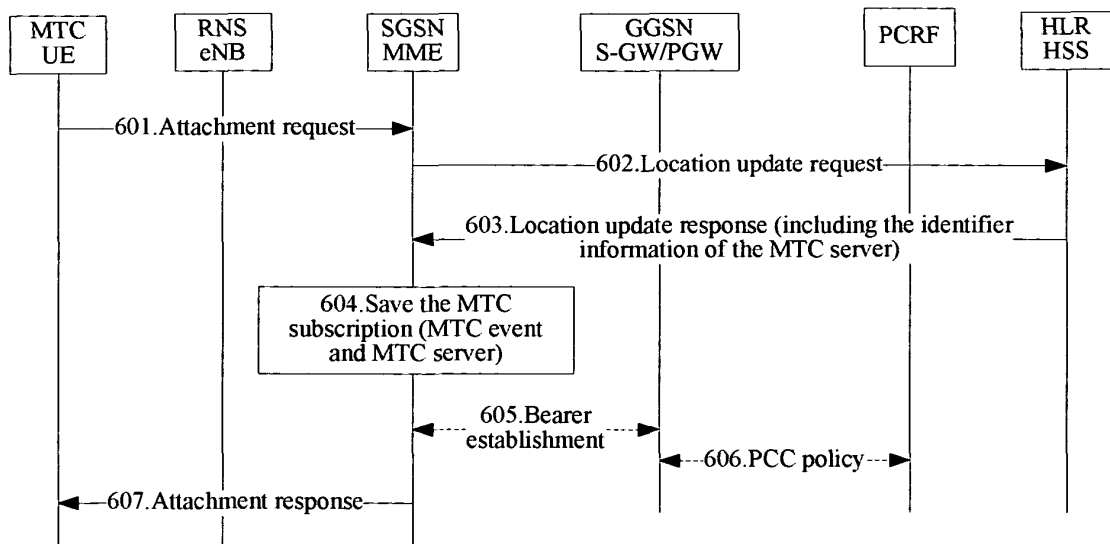 MTC
UE
RNS
eNB
SGSN
MME
GGSN
S-GW/PGW
PCRF
HLR
HSS
601.Attachment request
602.Location update request
603.Location update response (including the identifier
information of the MTC server)
604.Save the MTC
subscription (MTC event
and MTC server)
605.Bearer
establishment
606.PCC policy
607.Attachment response